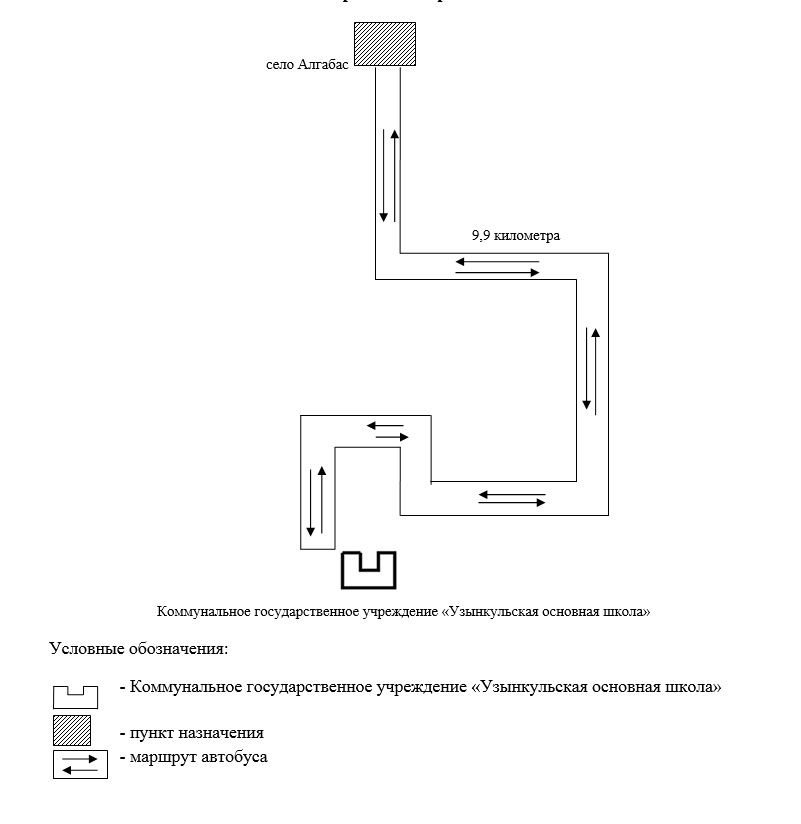 село Алгабас
9,9 километра
Коммунальное государственное учреждение «Узынкульская основная школа»
Условные обозначения:
- Коммунальное государственное учреждение «Узынкульская основная школа»
- пункт назначения
- маршрут автобуса